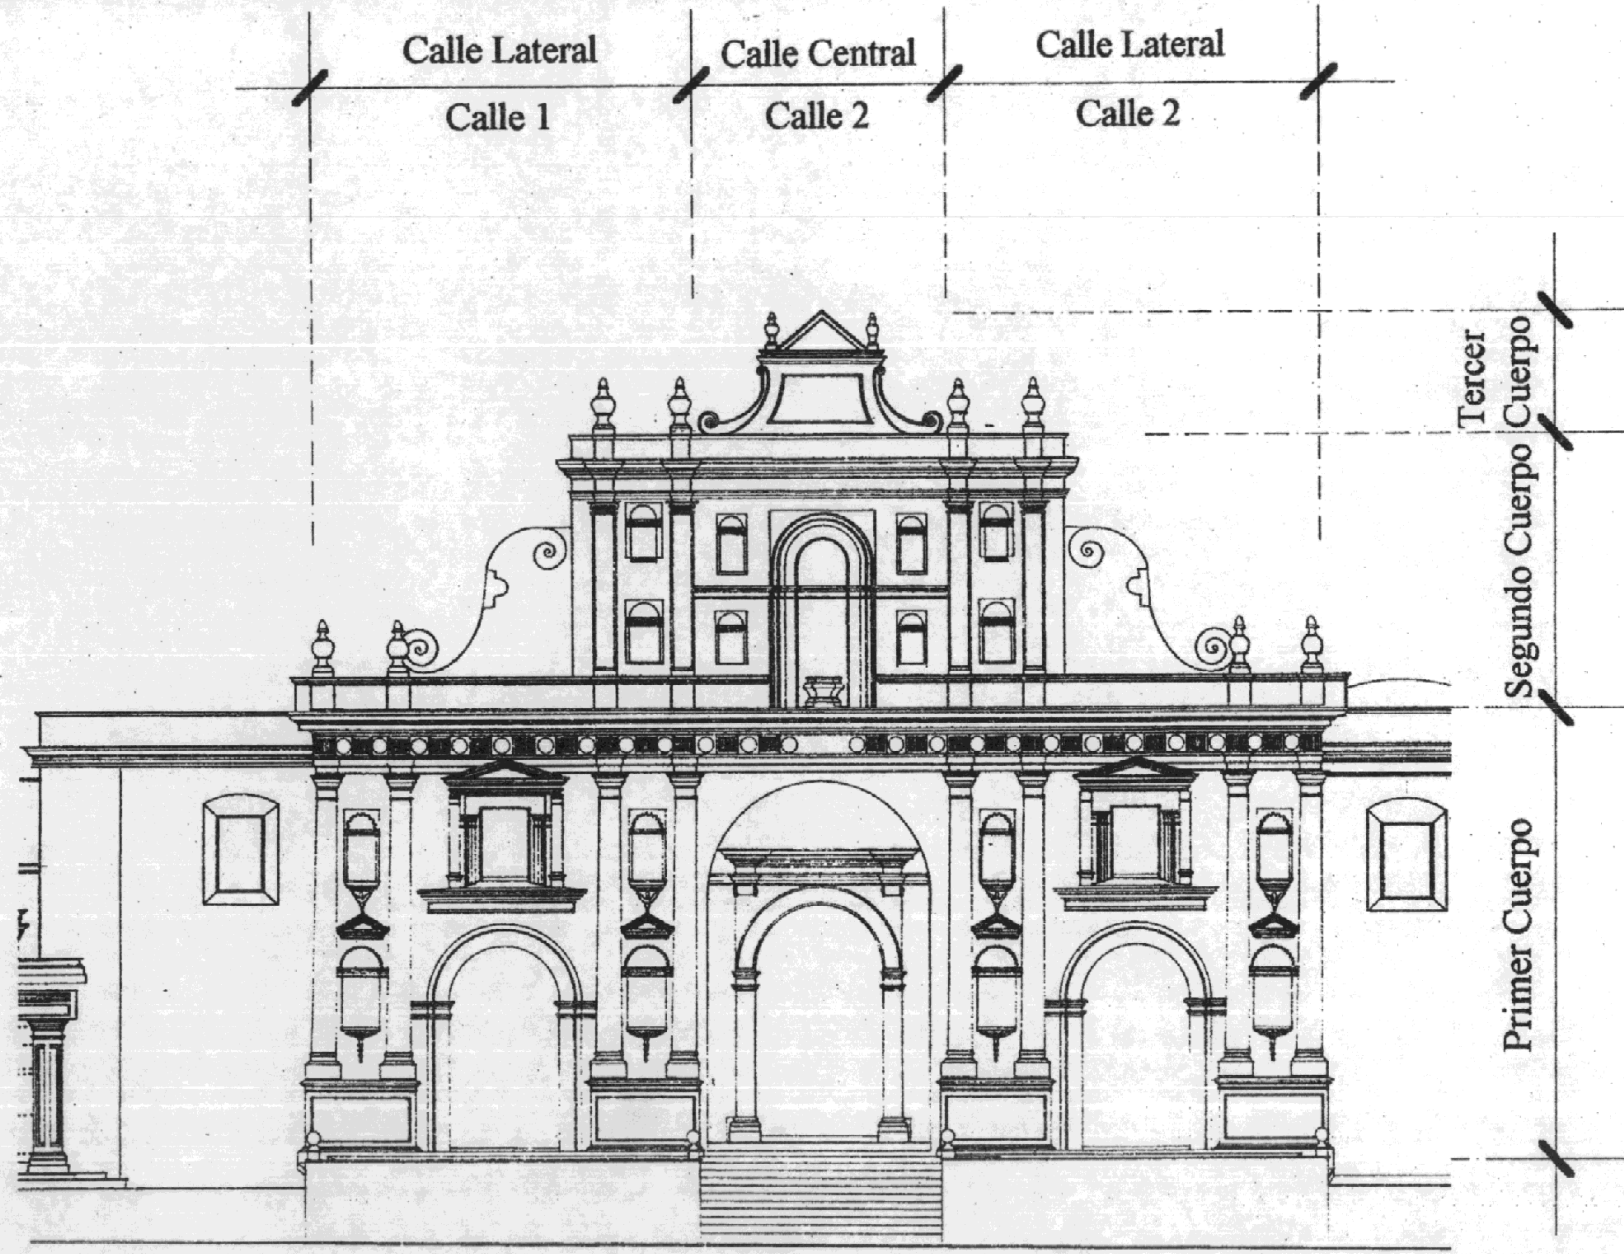 Calle Lateral
Calle Central
Calle Lateral
Calle 1
Calle 2
Calle 2
Tercer
Cuerpo
Segundo Cuerpo
Primer Cuerpo